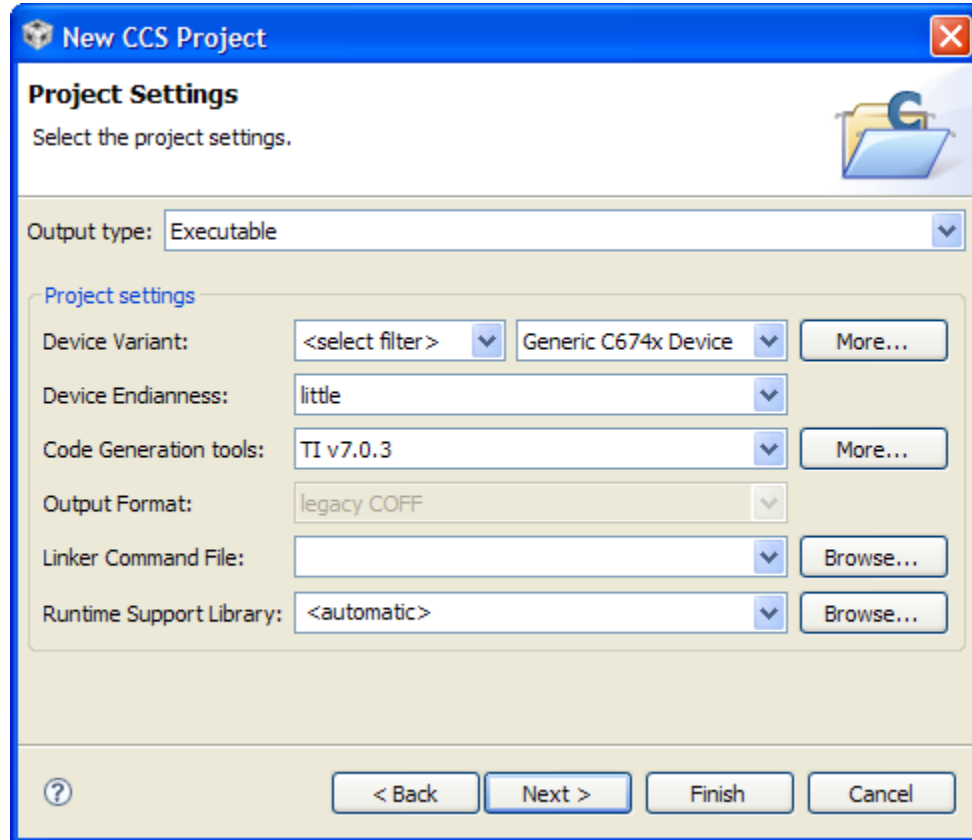 New CCS Project
Project Settings
Select the project settings.
Output type: Executable
Project settings
Device Variant: <select filter> Generic C674x Device More...
Device Endianness: little
Code Generation tools: TI v7.0.3 More...
Output Format: legacy COFF
Linker Command File: Browse...
Runtime Support Library: <automatic> Browse...
? < Back Next > Finish Cancel